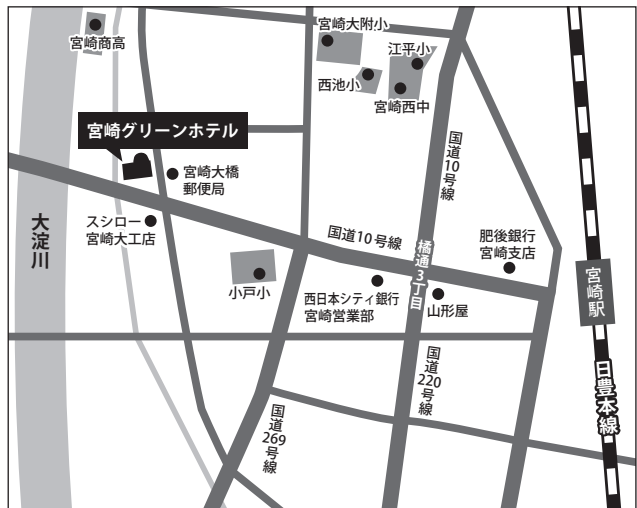 宮崎商高
宮崎大附小
江平小
西池小
宮崎西中
宮崎グリーンホテル
宮崎大橋
郵便局
国道10号線
大淀川
スシロー
宮崎大工店
国道10号線
橘通3丁目
肥後銀行
宮崎支店
宮崎駅
小戸小
西日本シティ銀行
宮崎営業部
山形屋
国道220号線
日豊本線
国道269号線